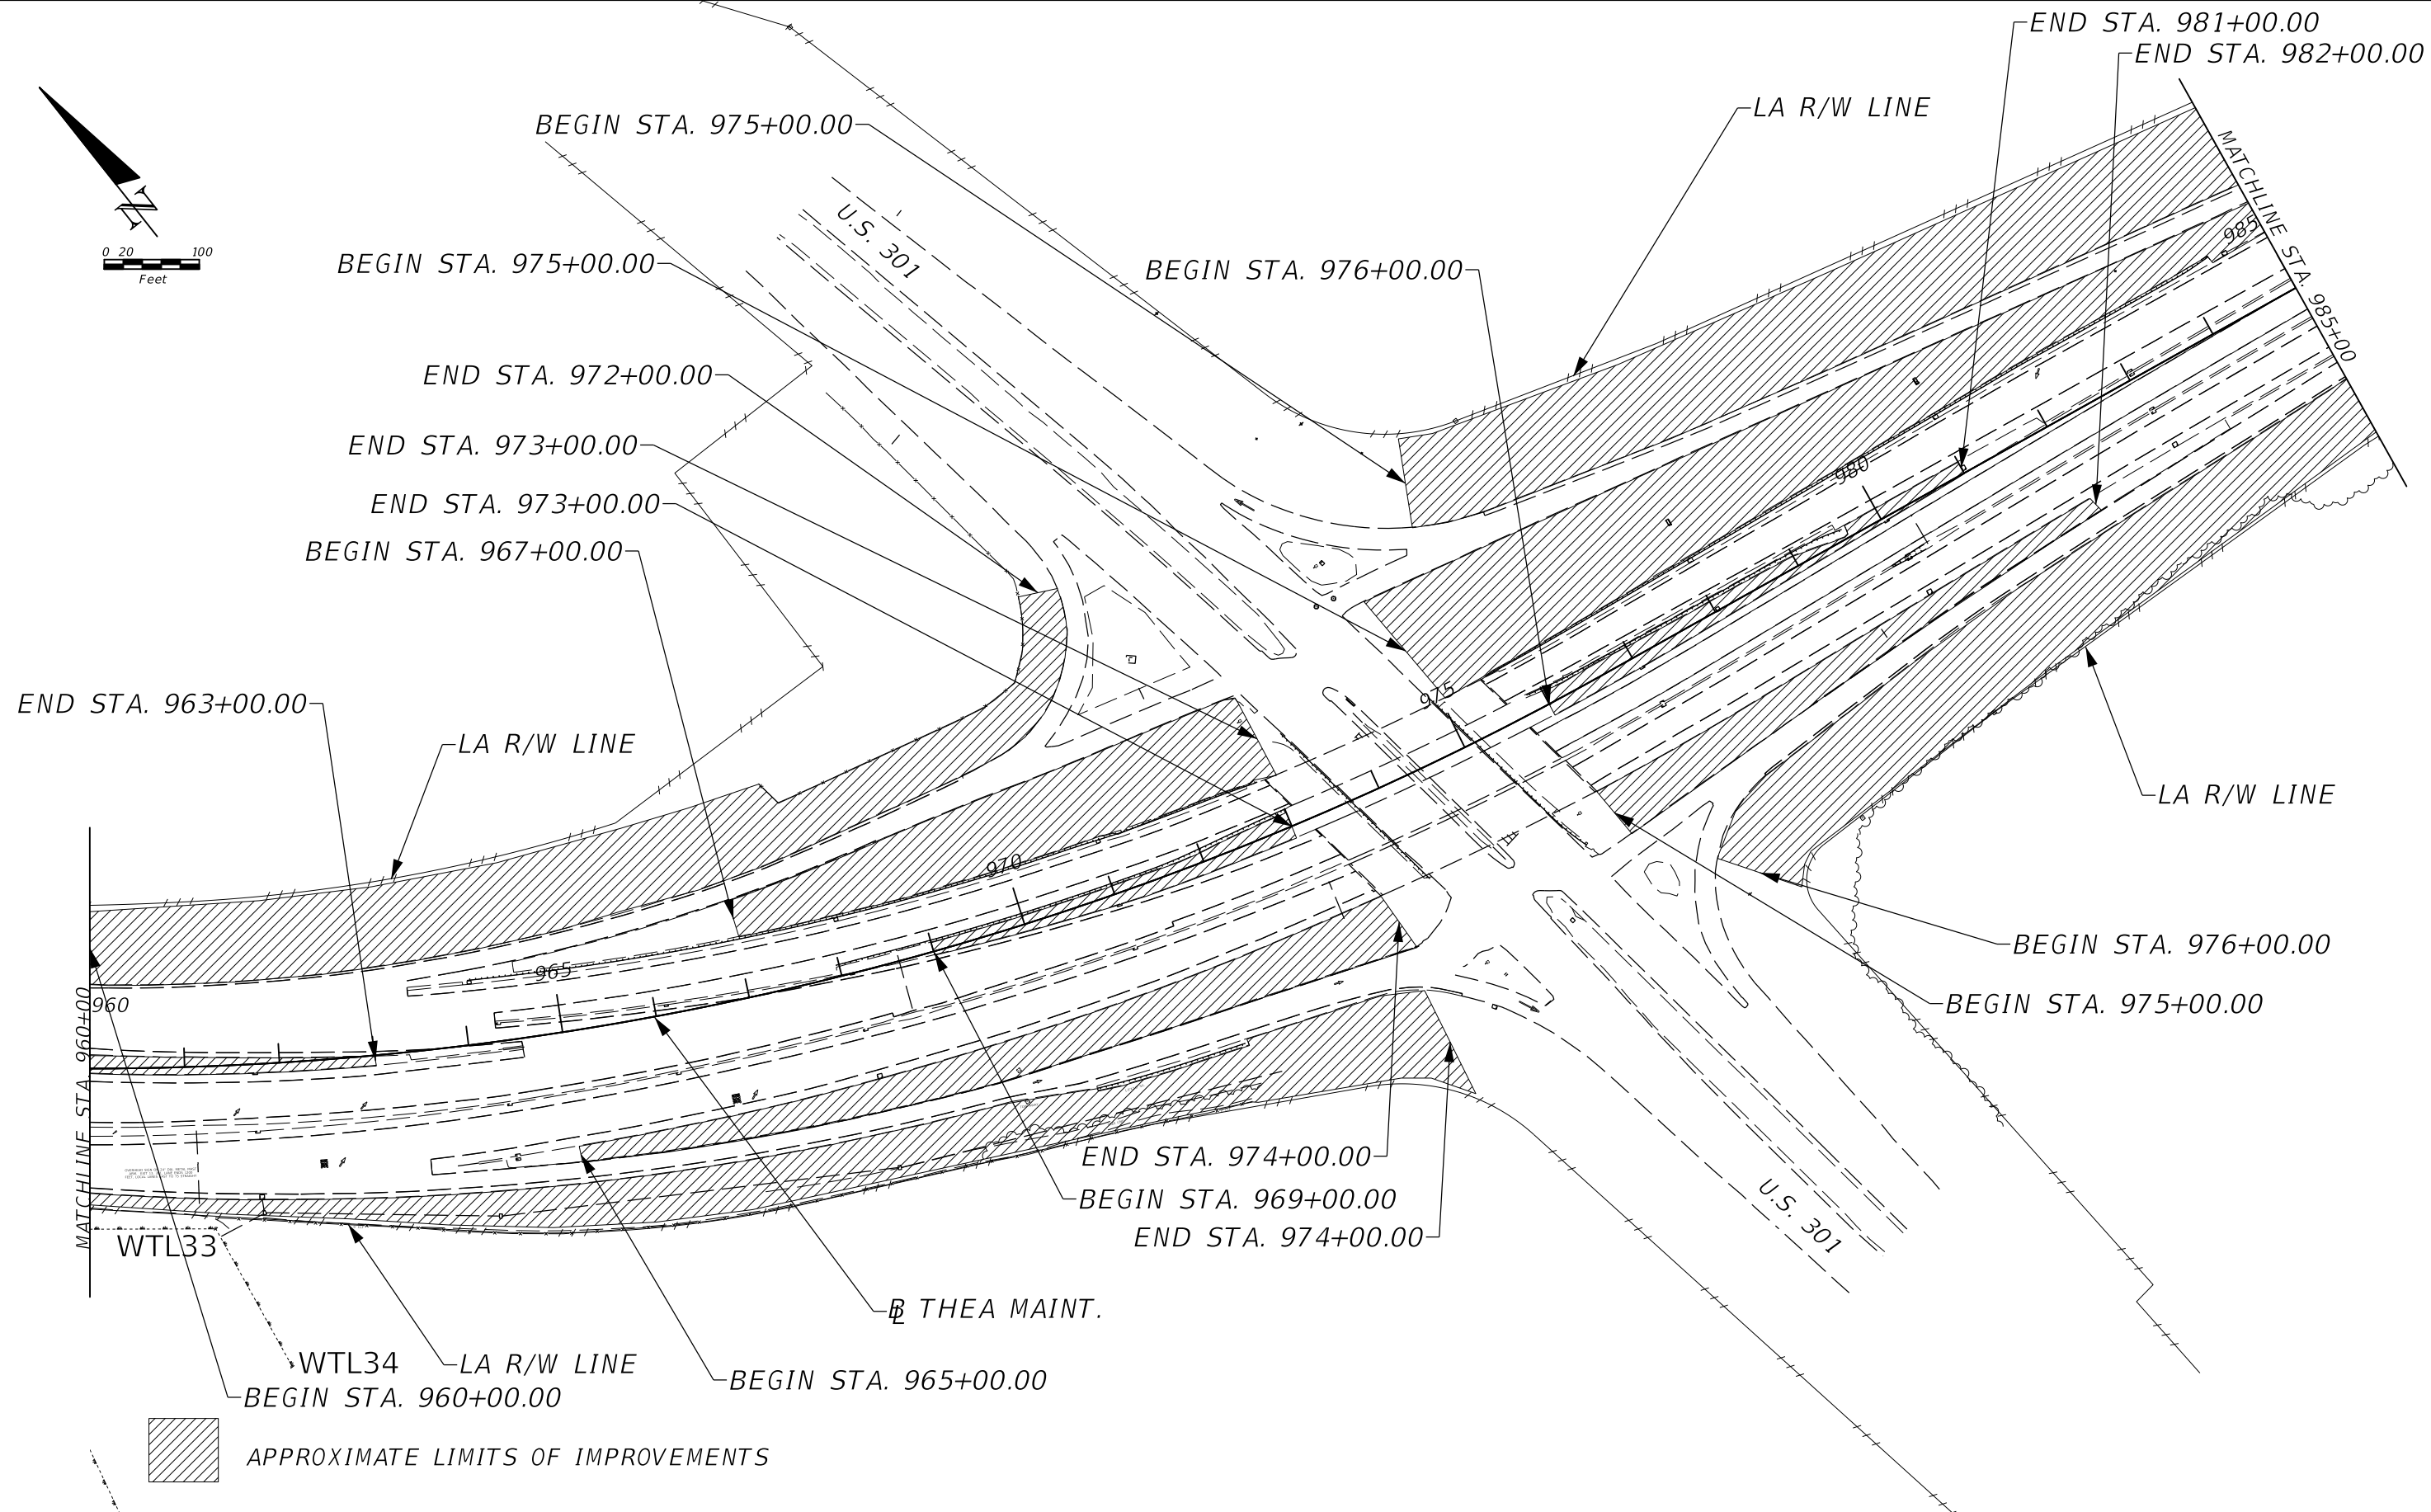 END STA. 981+00.00
END STA. 982+00.00
LA R/W LINE
BEGIN STA. 975+00.00
MATCHLINE STA. 985+00
985
U.S. 301
N
0 20 100
Feet
BEGIN STA. 975+00.00
BEGIN STA. 976+00.00
END STA. 972+00.00
END STA. 973+00.00
980
END STA. 973+00.00
BEGIN STA. 967+00.00
975
END STA. 963+00.00
LA R/W LINE
LA R/W LINE
970
965
960
BEGIN STA. 976+00.00
BEGIN STA. 975+00.00
MATCHLINE STA. 960+00
END STA. 974+00.00
BEGIN STA. 969+00.00
END STA. 974+00.00
U.S. 301
WTL33
BL THEA MAINT.
WTL34
LA R/W LINE
BEGIN STA. 965+00.00
BEGIN STA. 960+00.00
APPROXIMATE LIMITS OF IMPROVEMENTS